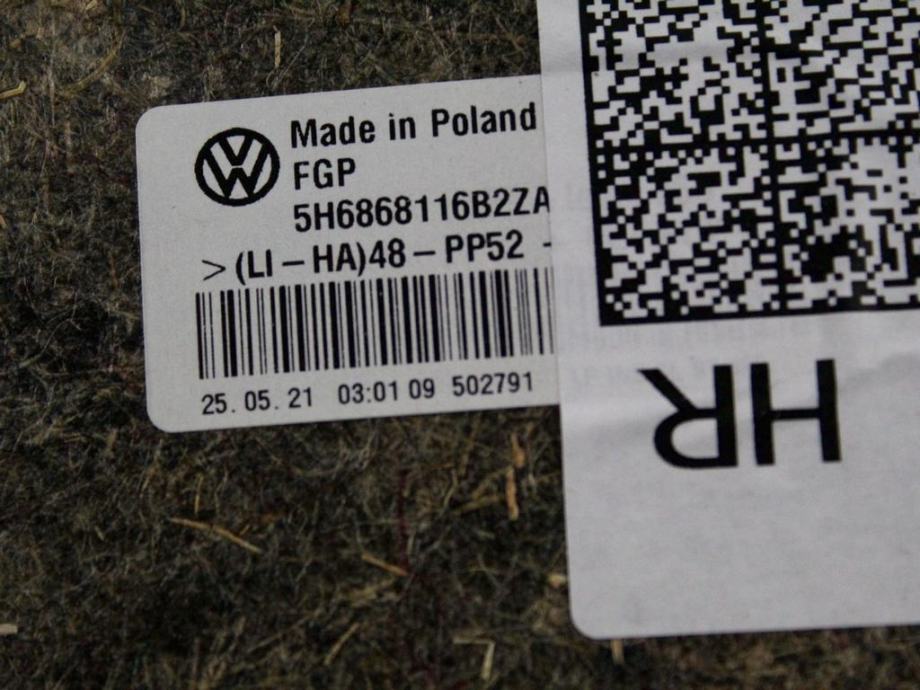 Made in Poland
FGP
5H6868116B2ZA
>(LI-HA)48-PP52 -
25.05.21 03:01 09 502791
HR